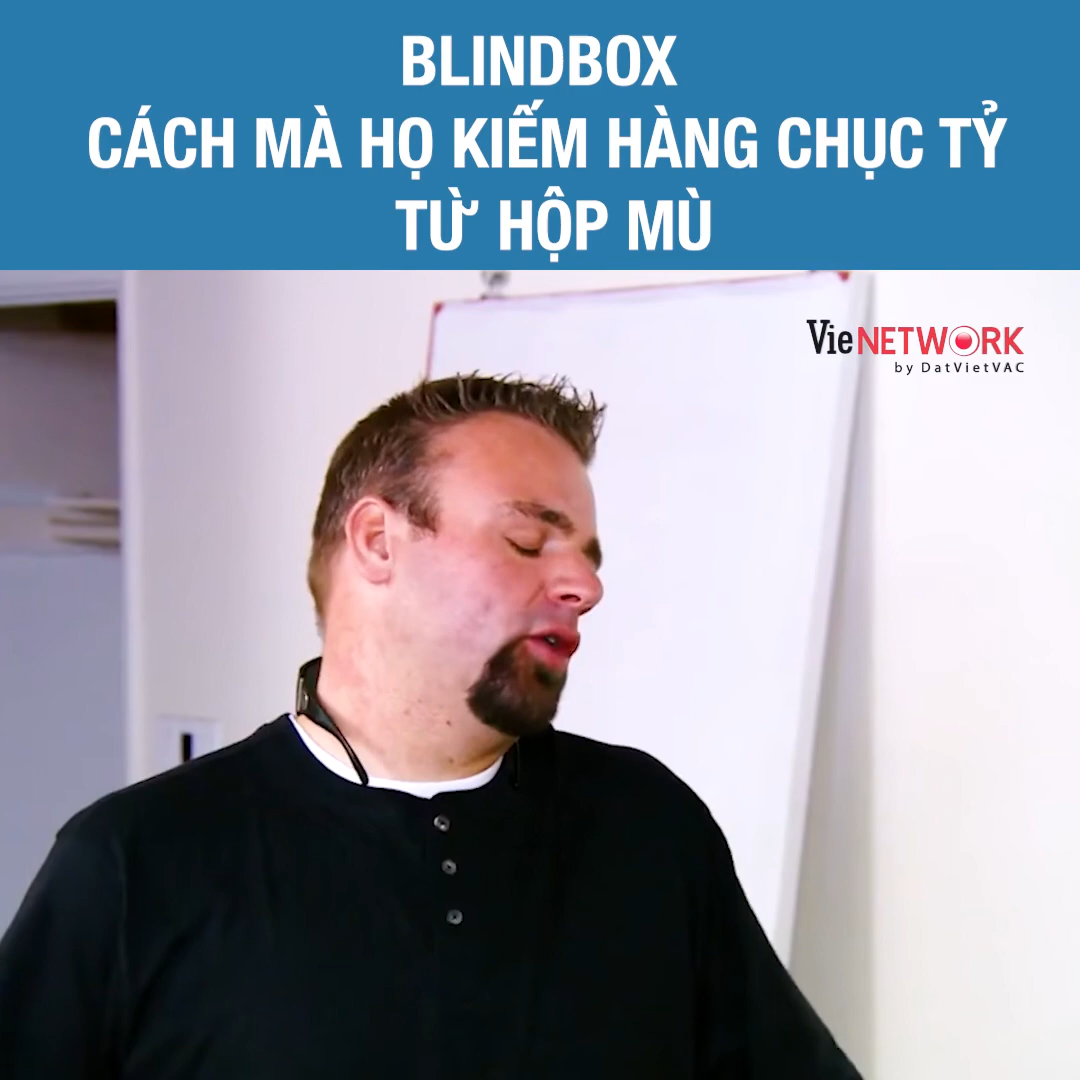 BLINDBOX
CÁCH MÀ HỌ KIẾM HÀNG CHỤC TỶ
TỪ HỘP MÙ
VieNETWORK
by DatVietVAC